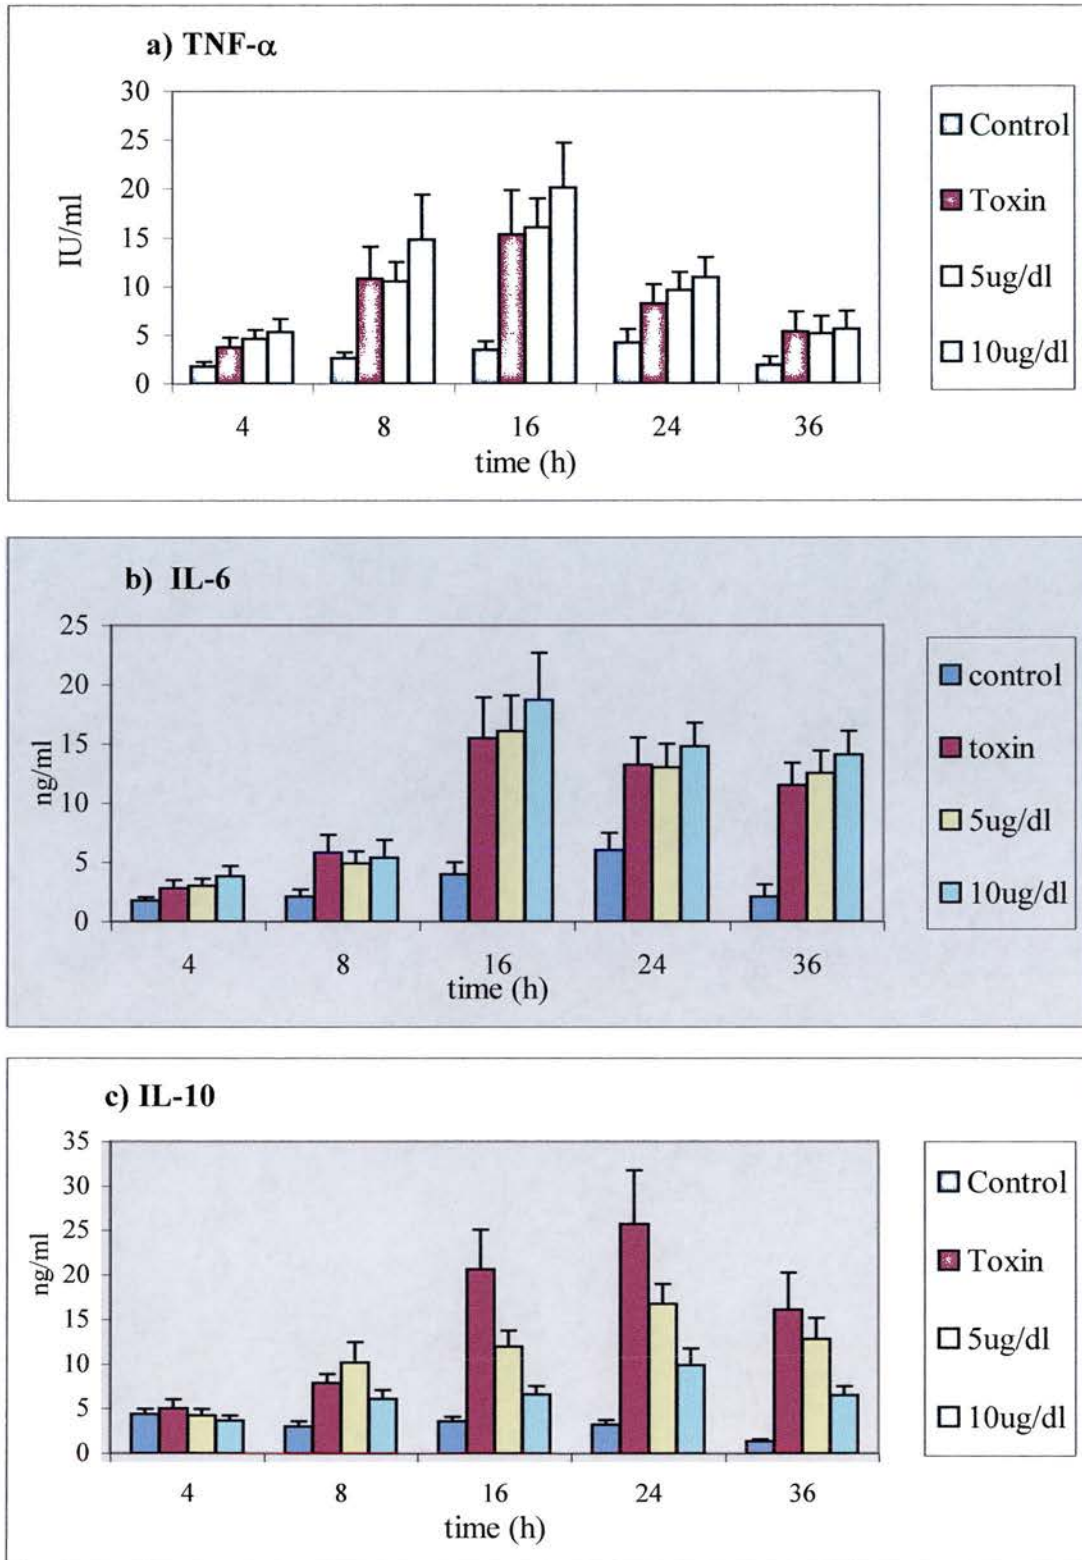 a) TNF-α
30
25
20
15
10
5
0
IU/ml
4 8 16 24 36
time (h)
Control
Toxin
5ug/dl
10ug/dl
b) IL-6
25
20
15
10
5
0
ng/ml
4 8 16 24 36
time (h)
control
toxin
5ug/dl
10ug/dl
c) IL-10
35
30
25
20
15
10
5
0
ng/ml
4 8 16 24 36
time (h)
Control
Toxin
5ug/dl
10ug/dl